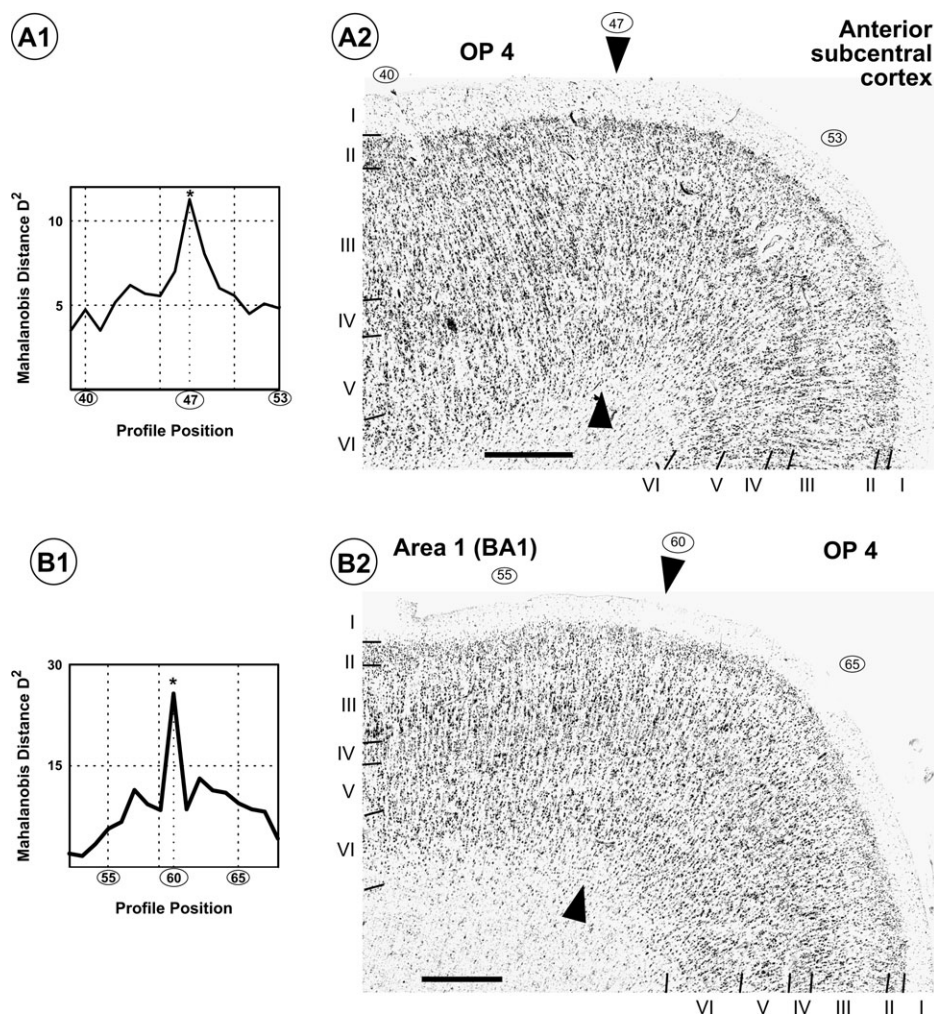 A1
Mahalanobis Distance D2
10
5
*
40
47
53
Profile Position
A2
OP 4
47
Anterior
subcentral
cortex
40
53
I
II
III
IV
V
VI
VI
V
IV
III
II
I
B1
Mahalanobis Distance D2
30
15
*
55
60
65
Profile Position
B2
Area 1 (BA1)
60
OP 4
55
65
I
II
III
IV
V
VI
VI
V
IV
III
II
I